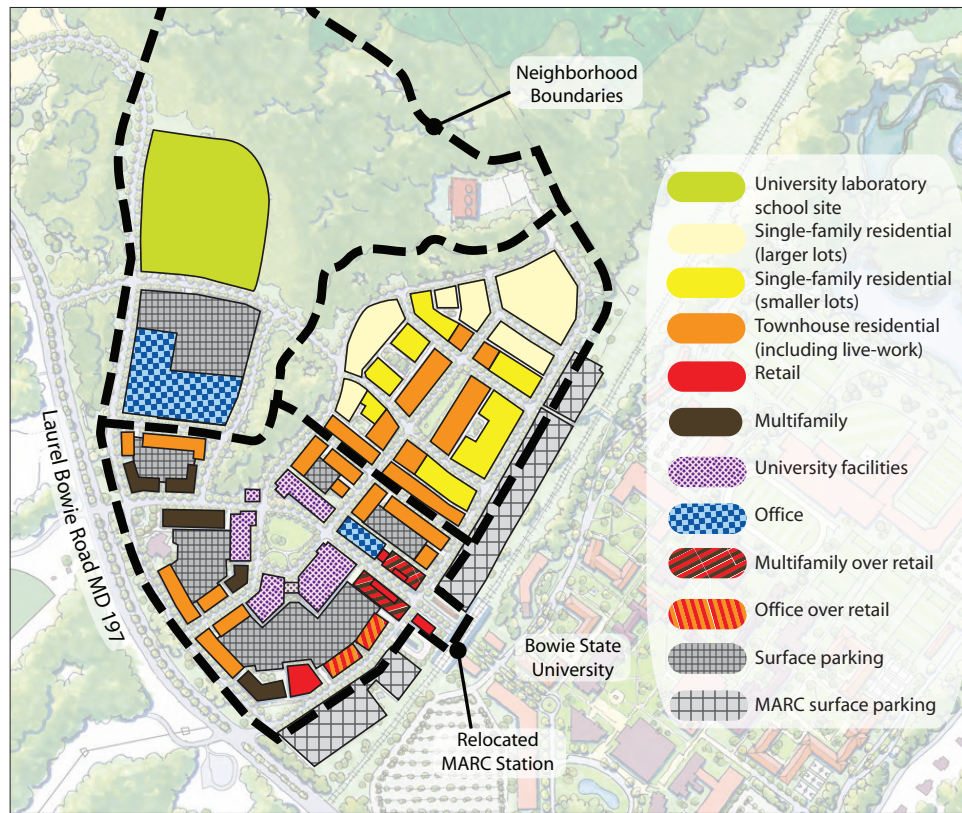 Neighborhood
Boundaries
University laboratory
school site
Single-family residential
(larger lots)
Single-family residential
(smaller lots)
Townhouse residential
(including live-work)
Retail
Multifamily
University facilities
Office
Multifamily over retail
Office over retail
Surface parking
MARC surface parking
Laurel Bowie Road MD 197
Bowie State
University
Relocated
MARC Station